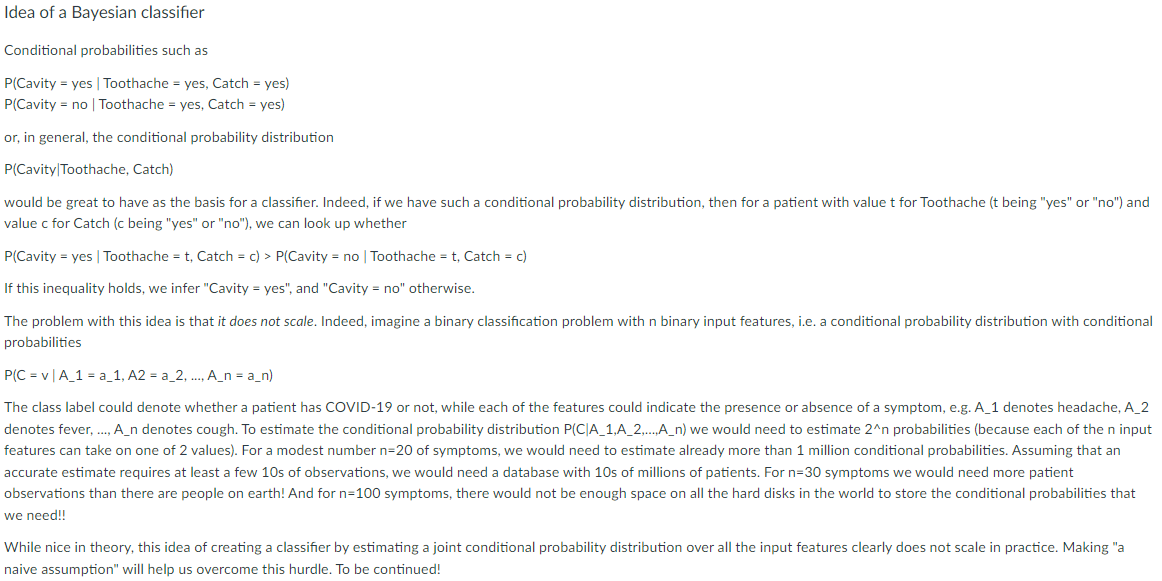 Idea of a Bayesian classifier
Conditional probabilities such as
P(Cavity = yes | Toothache = yes, Catch = yes)
P(Cavity = no | Toothache = yes, Catch = yes)
or, in general, the conditional probability distribution
P(Cavity|Toothache, Catch)
would be great to have as the basis for a classifier. Indeed, if we have such a conditional probability distribution, then for a patient with value t for Toothache (t being "yes" or "no") and
value c for Catch (c being "yes" or "no"), we can look up whether
P(Cavity = yes | Toothache = t, Catch = c) > P(Cavity = no | Toothache = t, Catch = c)
If this inequality holds, we infer "Cavity = yes", and "Cavity = no" otherwise.
The problem with this idea is that it does not scale. Indeed, imagine a binary classification problem with n binary input features, i.e. a conditional probability distribution with conditional
probabilities
P(C = v | A_1 = a_1, A2 = a_2, ..., A_n = a_n)
The class label could denote whether a patient has COVID-19 or not, while each of the features could indicate the presence or absence of a symptom, e.g. A_1 denotes headache, A_2
denotes fever, ..., A_n denotes cough. To estimate the conditional probability distribution P(C|A_1,A_2,...,A_n) we would need to estimate 2^n probabilities (because each of the n input
features can take on one of 2 values). For a modest number n=20 of symptoms, we would need to estimate already more than 1 million conditional probabilities. Assuming that an
accurate estimate requires at least a few 10s of observations, we would need a database with 10s of millions of patients. For n=30 symptoms we would need more patient
observations than there are people on earth! And for n=100 symptoms, there would not be enough space on all the hard disks in the world to store the conditional probabilities that
we need!!
While nice in theory, this idea of creating a classifier by estimating a joint conditional probability distribution over all the input features clearly does not scale in practice. Making "a
naive assumption" will help us overcome this hurdle. To be continued!